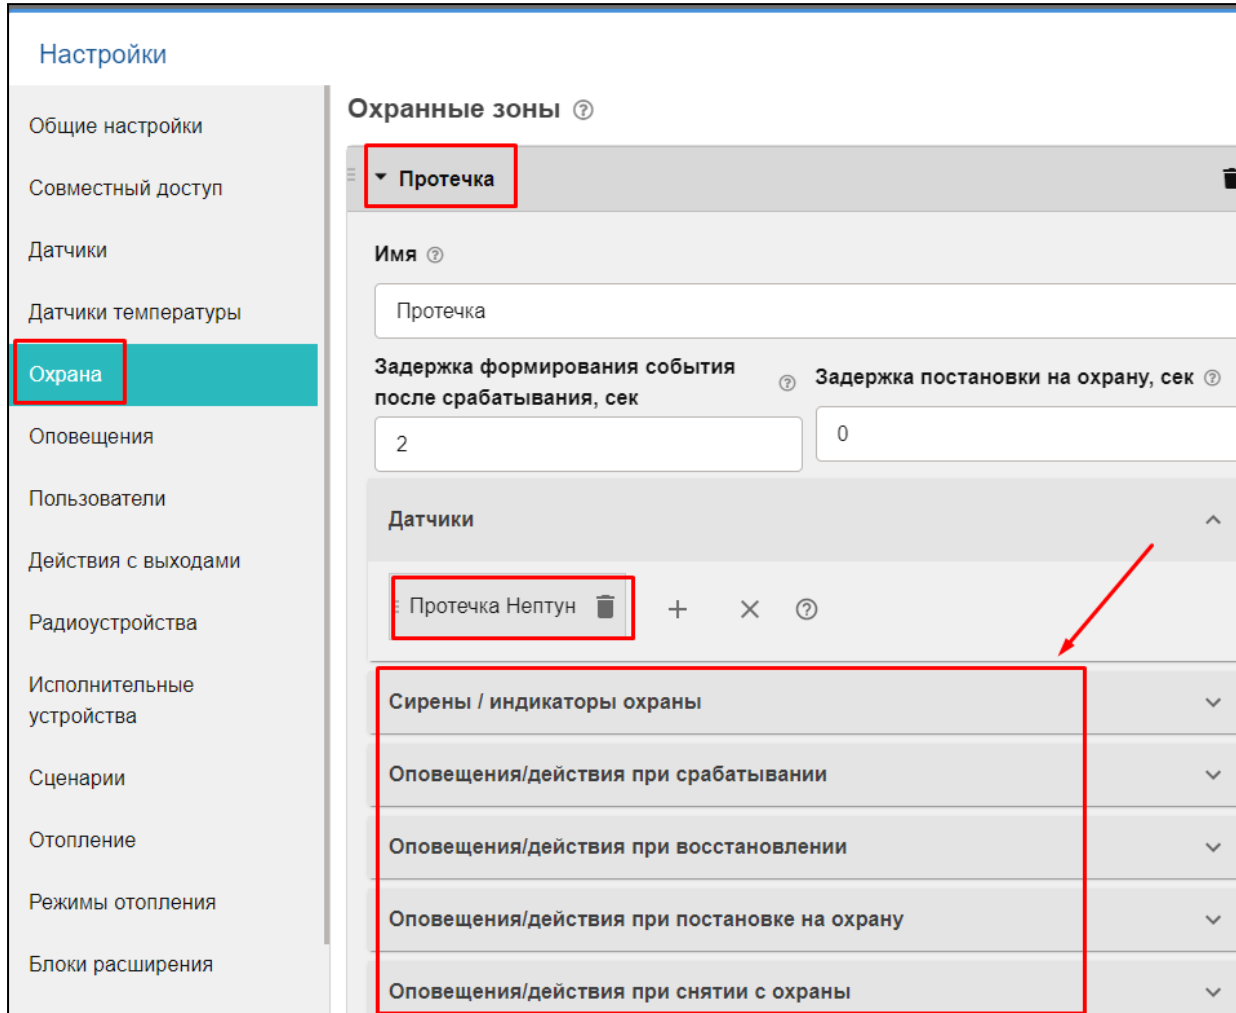 Настройки
Общие настройки
Совместный доступ
Датчики
Датчики температуры
Охрана
Оповещения
Пользователи
Действия с выходами
Радиоустройства
Исполнительные
устройства
Сценарии
Отопление
Режимы отопления
Блоки расширения
Охранные зоны
Протечка
Имя
Протечка
Задержка формирования события
после срабатывания, сек
2
Задержка постановки на охрану, сек
0
Датчики
Протечка Нептун
Сирены / индикаторы охраны
Оповещения/действия при срабатывании
Оповещения/действия при восстановлении
Оповещения/действия при постановке на охрану
Оповещения/действия при снятии с охраны